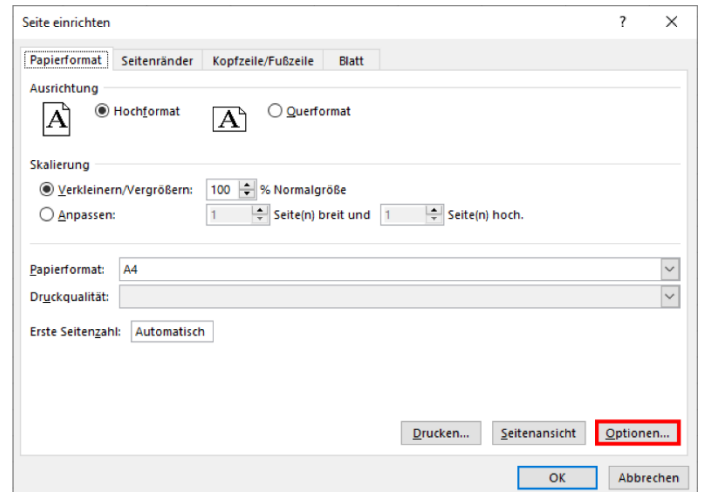 Seite einrichten ? ×
Papierformat Seitenränder Kopfzeile/Fußzeile Blatt
Ausrichtung
A Hochformat A Querformat
Skalierung
Verkleinern/Vergrößern: 100 % Normalgröße
Anpassen: 1 Seite(n) breit und 1 Seite(n) hoch.
Papierformat: A4
Druckqualität:
Erste Seitenzahl: Automatisch
Drucken... Seitenansicht Optionen...
OK Abbrechen